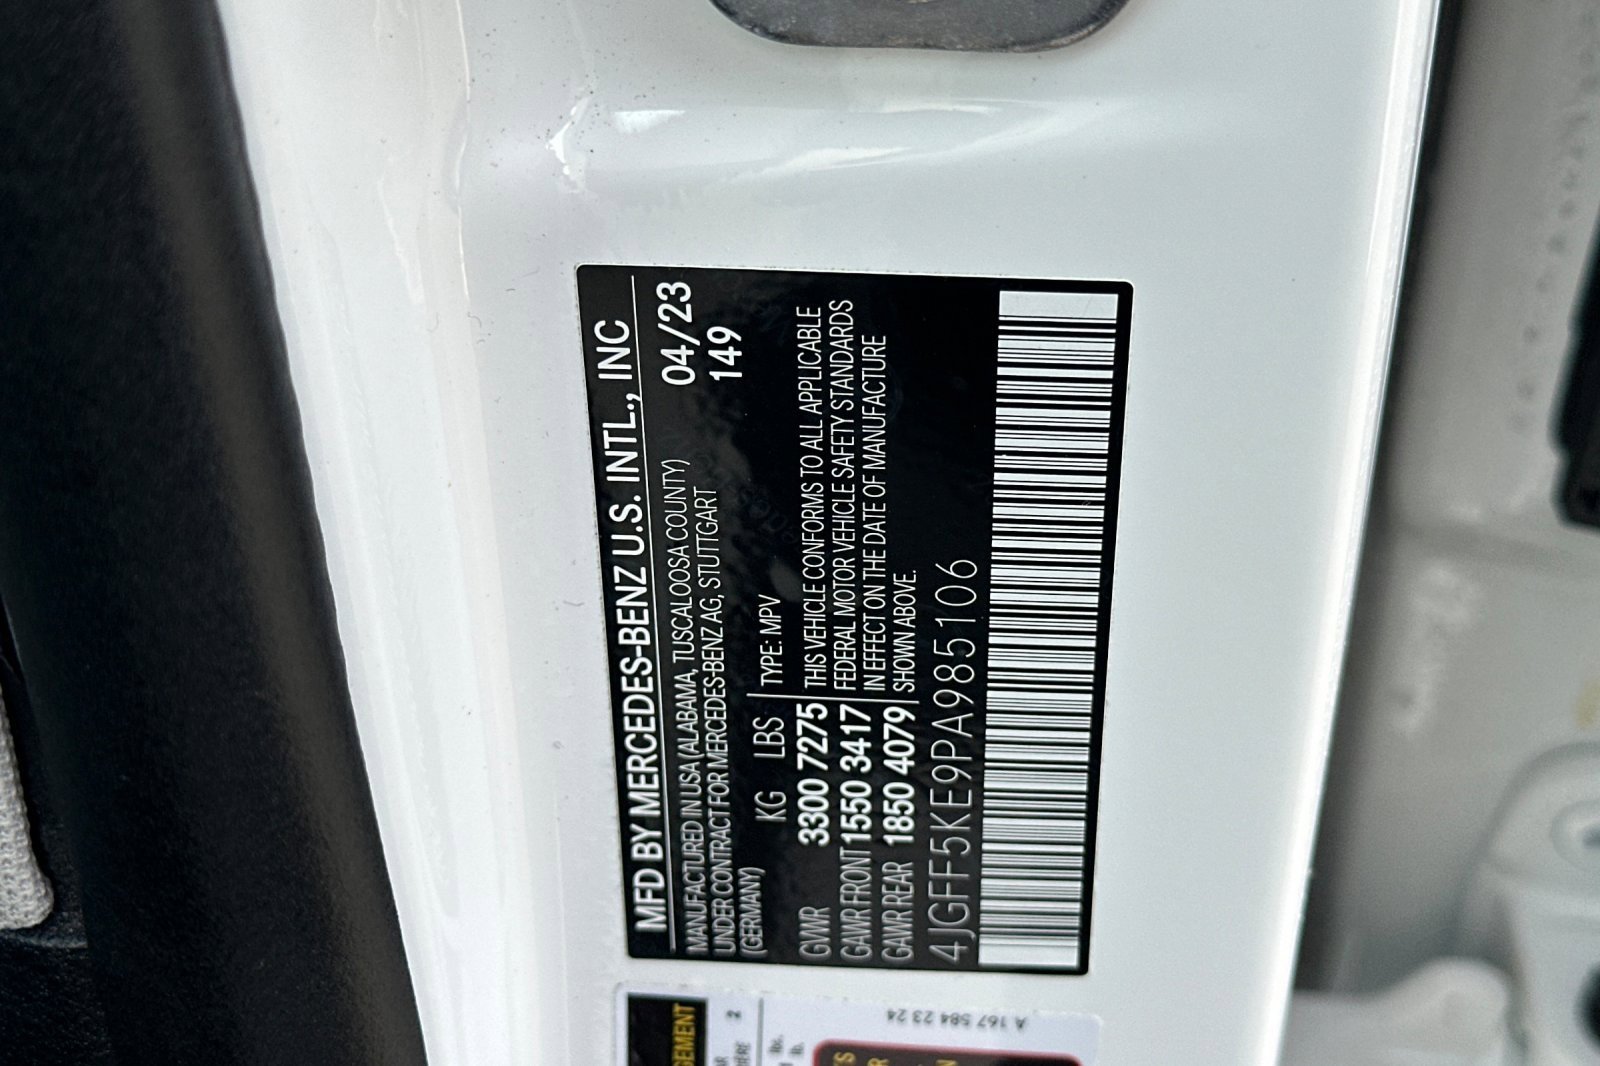 MFD BY MERCEDES-BENZ U.S. INTL., INC
MANUFACTURED IN USA (ALABAMA, TUSCALOOSA COUNTY) 04/23
UNDER CONTRACT FOR MERCEDES-BENZ AG, STUTTGART 149
(GERMANY)
KG LBS TYPE: MPV
GVWR 3300 7275 THIS VEHICLE CONFORMS TO ALL APPLICABLE
GAWR FRONT 1550 3417 FEDERAL MOTOR VEHICLE SAFETY STANDARDS
GAWR REAR 1850 4079 IN EFFECT ON THE DATE OF MANUFACTURE
SHOWN ABOVE.
4JGFF5KE9PA985106
A 167 584 23 24
2
lbs.
lb.